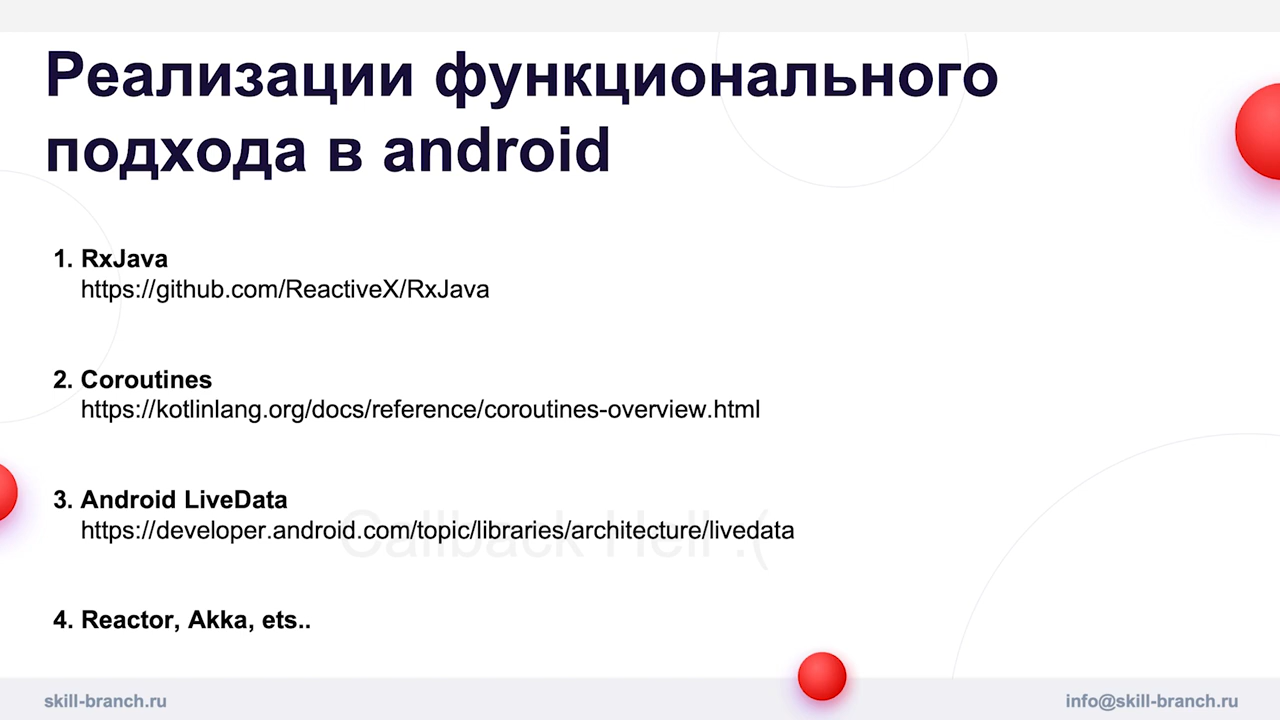 Реализации функционального
подхода в android
1. RxJava
https://github.com/ReactiveX/RxJava
2. Coroutines
https://kotlinlang.org/docs/reference/coroutines-overview.html
3. Android LiveData
https://developer.android.com/topic/libraries/architecture/livedata
Callback Hell :(
4. Reactor, Akka, ets..
skill-branch.ru
info@skill-branch.ru